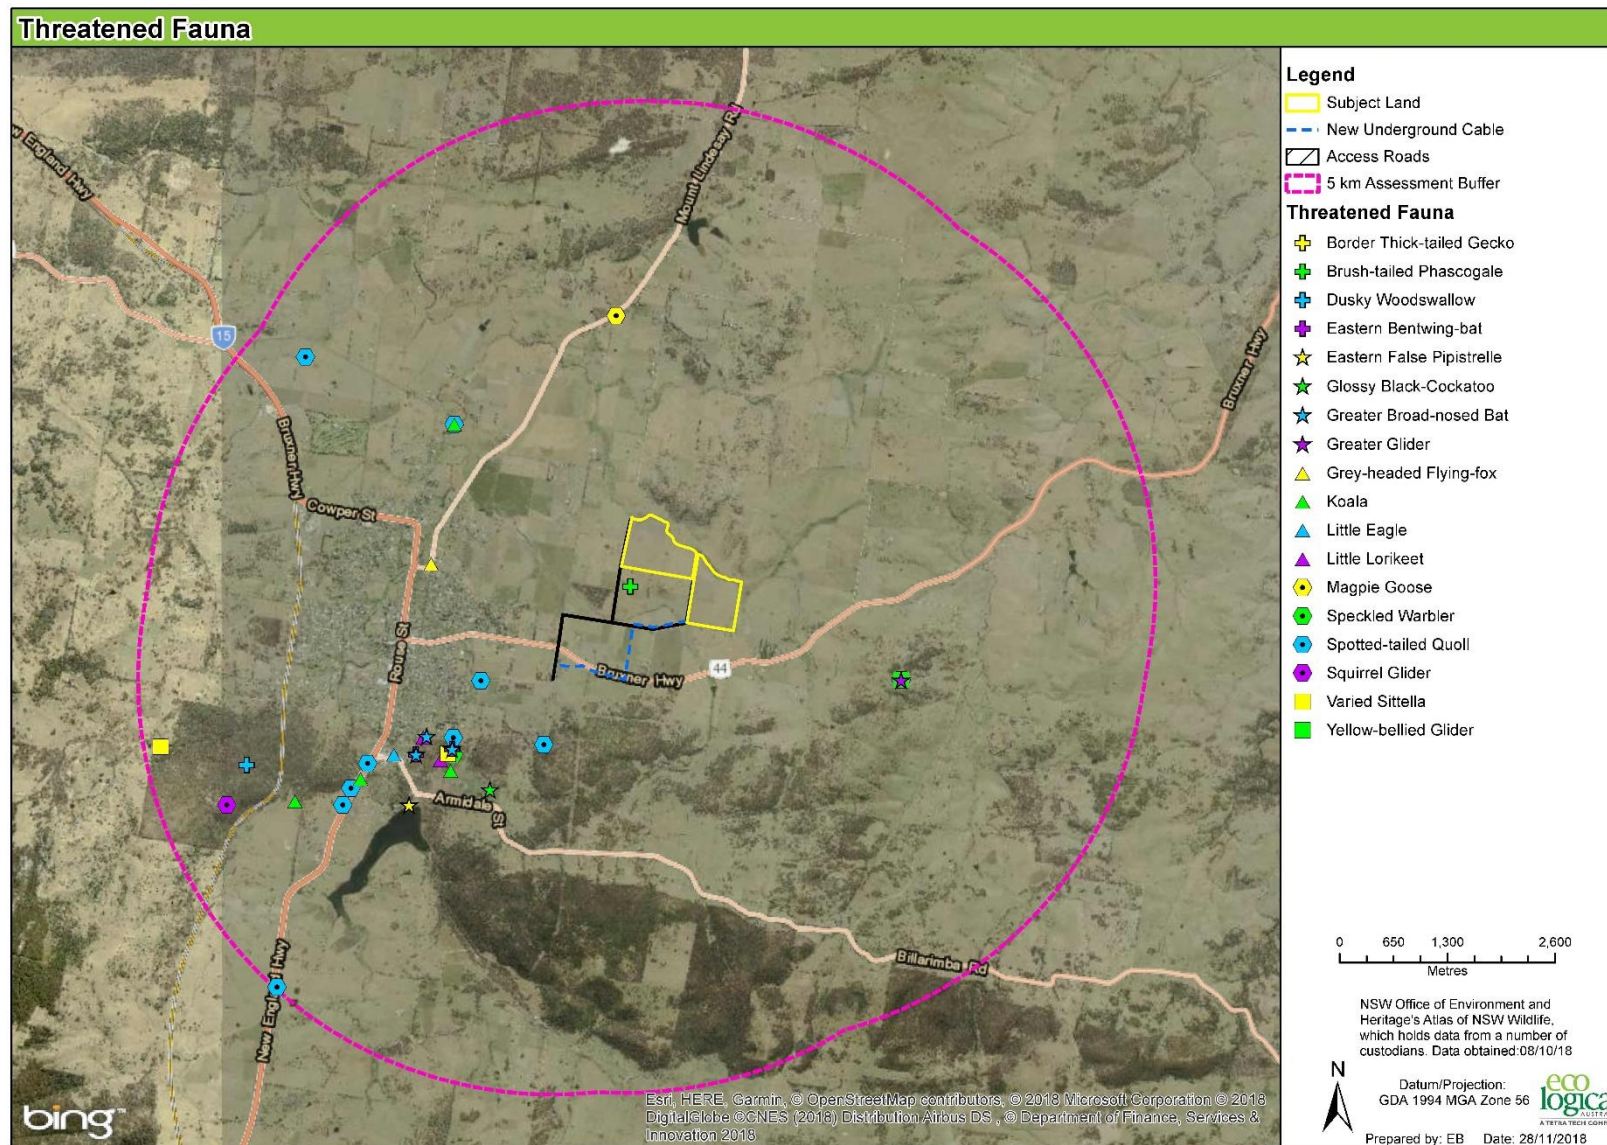 Threatened Fauna
w England Hwy
15
Mount Lindesay Rd
Bruxner Hwy
Bruxner Hwy
Cowper St
Rouse St
44
Bruxner Hwy
Armidale St
Billarimba Rd
New England Hwy
bing
Esri, HERE, Garmin, © OpenStreetMap contributors, © 2018 Microsoft Corporation © 2018
DigitalGlobe ©CNES (2018) Distribution Airbus DS , © Department of Finance, Services &
Innovation 2018
Legend
Subject Land
New Underground Cable
Access Roads
5 km Assessment Buffer
Threatened Fauna
Border Thick-tailed Gecko
Brush-tailed Phascogale
Dusky Woodswallow
Eastern Bentwing-bat
Eastern False Pipistrelle
Glossy Black-Cockatoo
Greater Broad-nosed Bat
Greater Glider
Grey-headed Flying-fox
Koala
Little Eagle
Little Lorikeet
Magpie Goose
Speckled Warbler
Spotted-tailed Quoll
Squirrel Glider
Varied Sittella
Yellow-bellied Glider
0 650 1,300 2,600
Metres
NSW Office of Environment and
Heritage's Atlas of NSW Wildlife,
which holds data from a number of
custodians. Data obtained:08/10/18
N
Datum/Projection:
GDA 1994 MGA Zone 56
eco
logica
AUSTRA
A TETRA TECH COM
Prepared by: EB Date: 28/11/2018